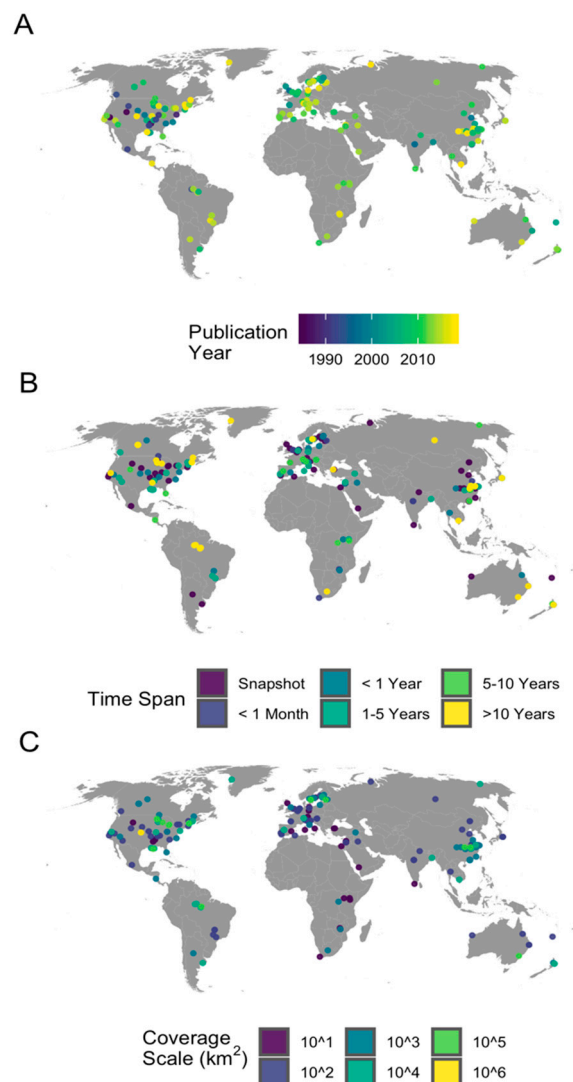 A
Publication
Year
1990 2000 2010
B
Time Span
Snapshot < 1 Year 5-10 Years
< 1 Month 1-5 Years >10 Years
C
Coverage
Scale (km²)
10^1 10^3 10^5
10^2 10^4 10^6